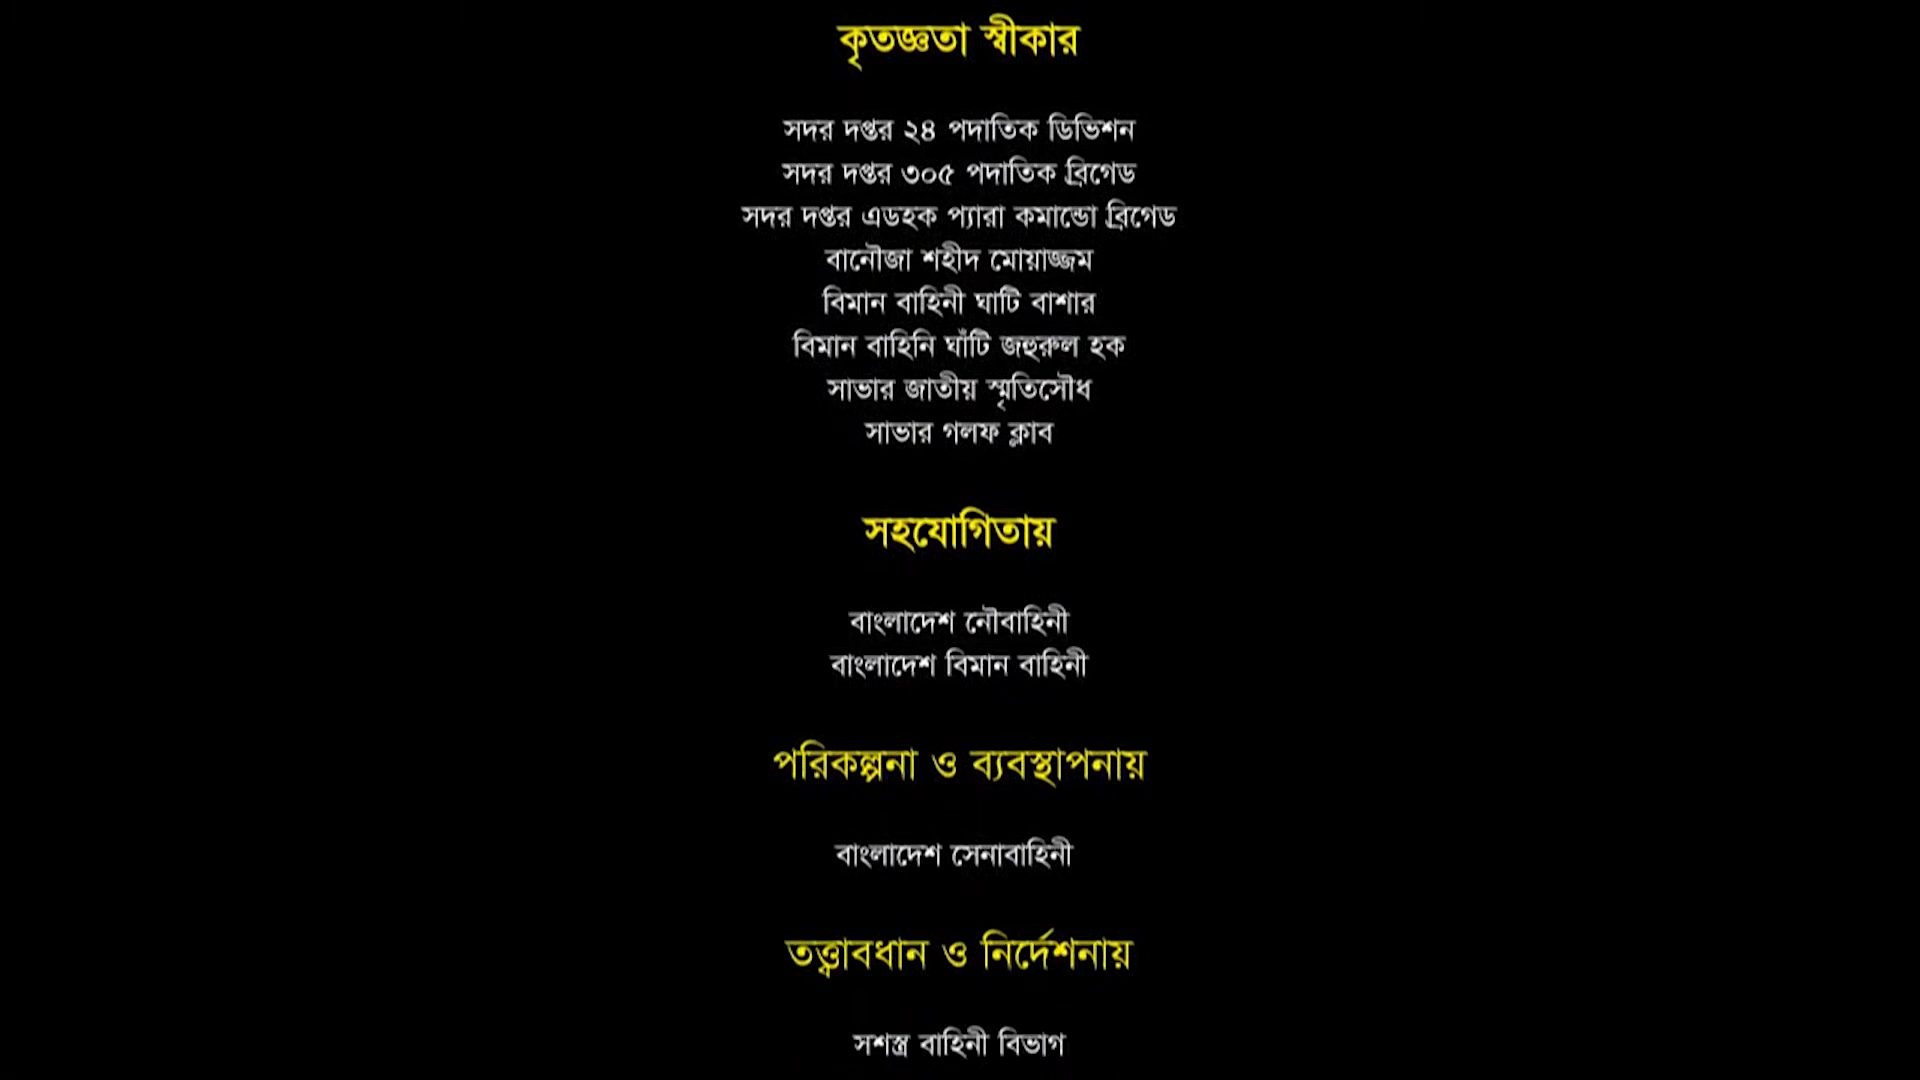 কৃতজ্ঞতা স্বীকার
সদর দপ্তর ২৪ পদাতিক ডিভিশন
সদর দপ্তর ৩০৫ পদাতিক ব্রিগেড
সদর দপ্তর এডহক প্যারা কমান্ডো ব্রিগেড
বানৌজা শহীদ মোয়াজ্জম
বিমান বাহিনী ঘাটি বাশার
বিমান বাহিনি ঘাঁটি জহুরুল হক
সাভার জাতীয় স্মৃতিসৌধ
সাভার গলফ ক্লাব
সহযোগিতায়
বাংলাদেশ নৌবাহিনী
বাংলাদেশ বিমান বাহিনী
পরিকল্পনা ও ব্যবস্থাপনায়
বাংলাদেশ সেনাবাহিনী
তত্ত্বাবধান ও নির্দেশনায়
সশস্ত্র বাহিনী বিভাগ